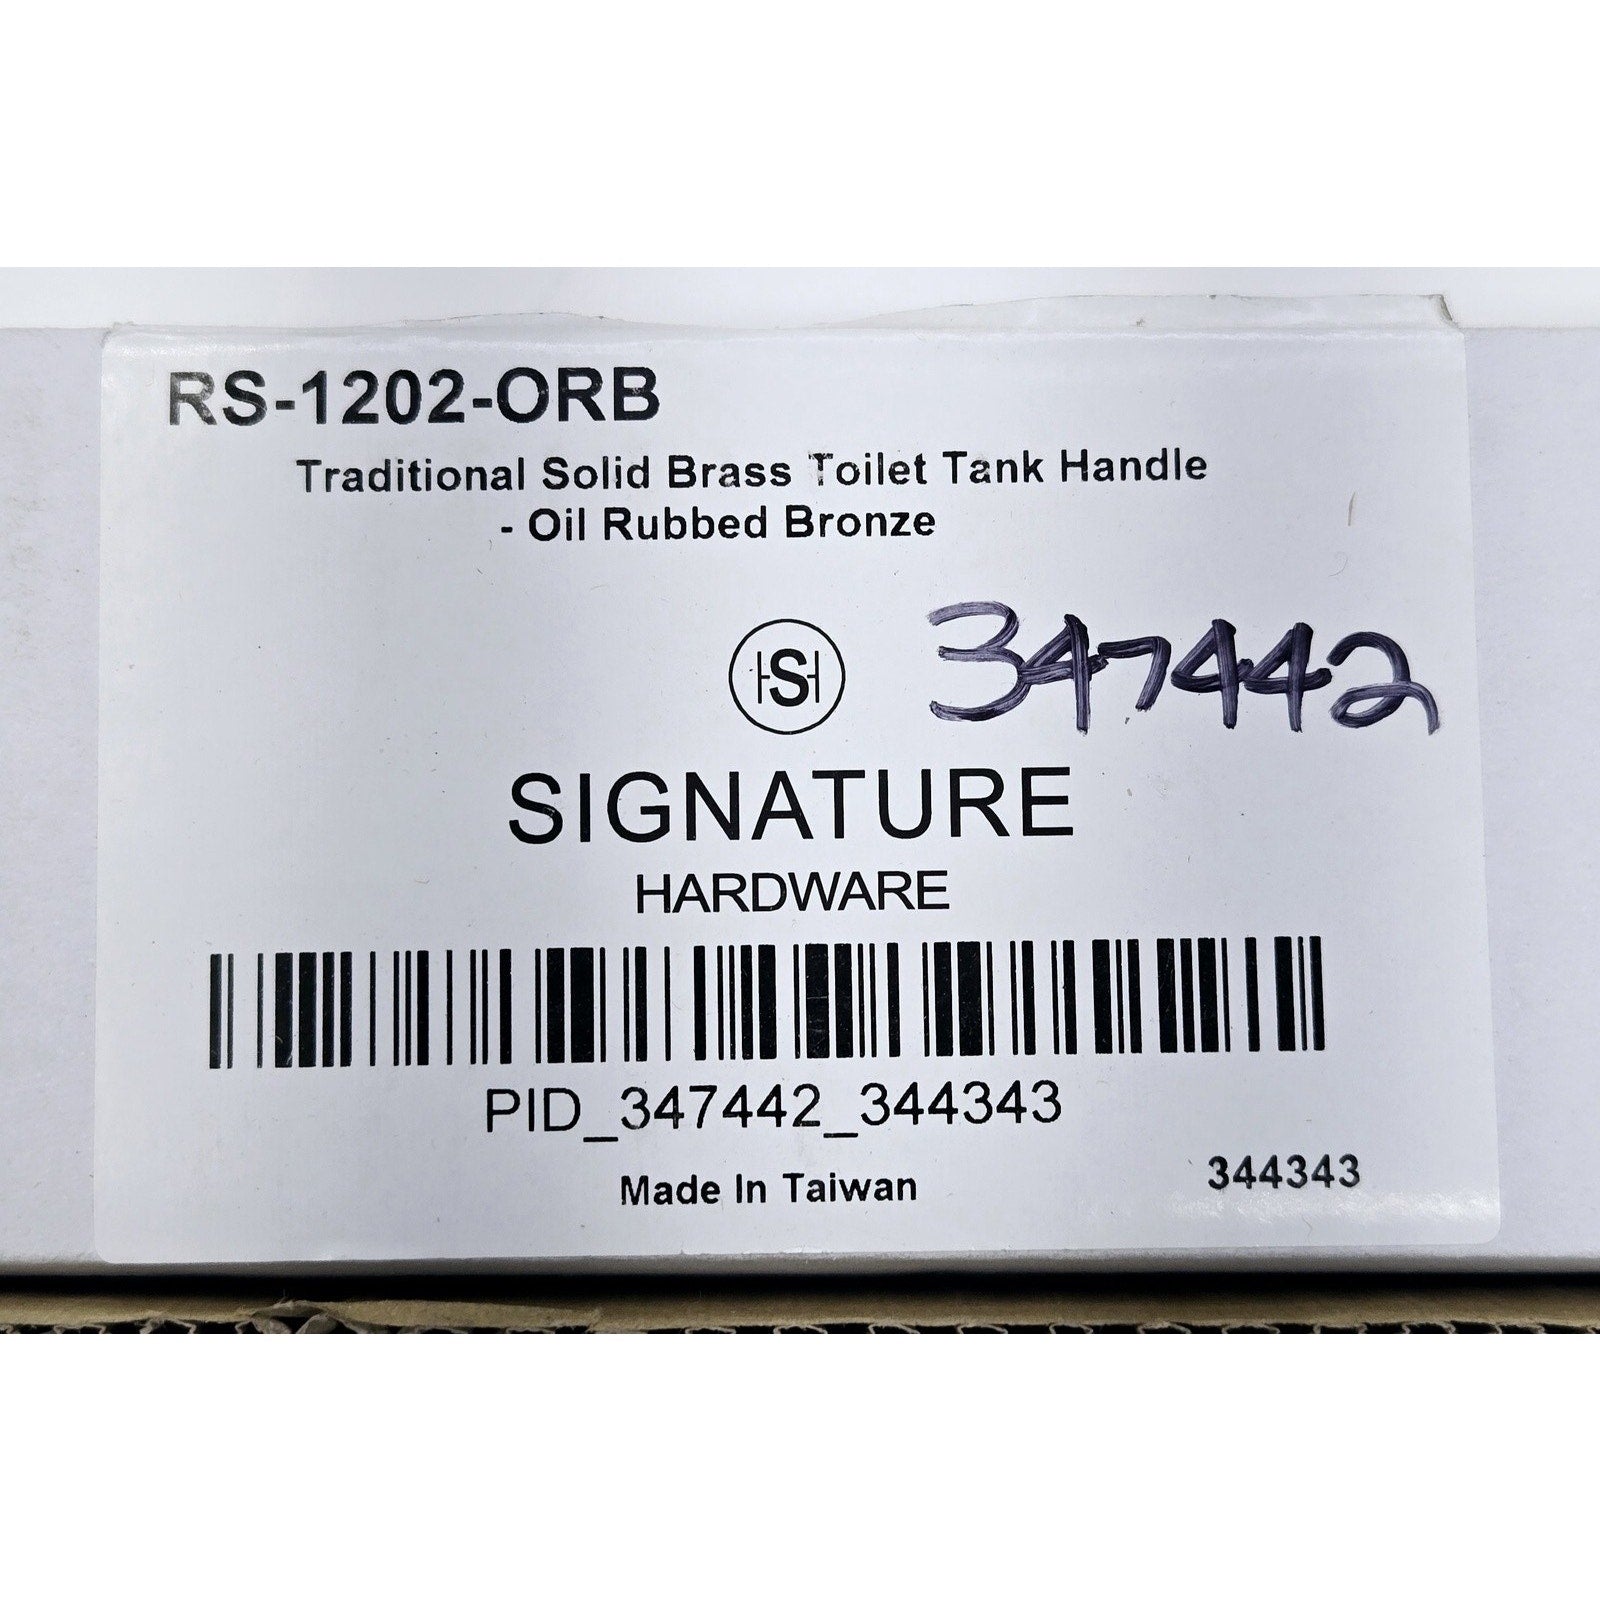 RS-1202-ORB
Traditional Solid Brass Toilet Tank Handle
- Oil Rubbed Bronze
HSH
347442
SIGNATURE
HARDWARE
PID_347442_344343
Made In Taiwan
344343